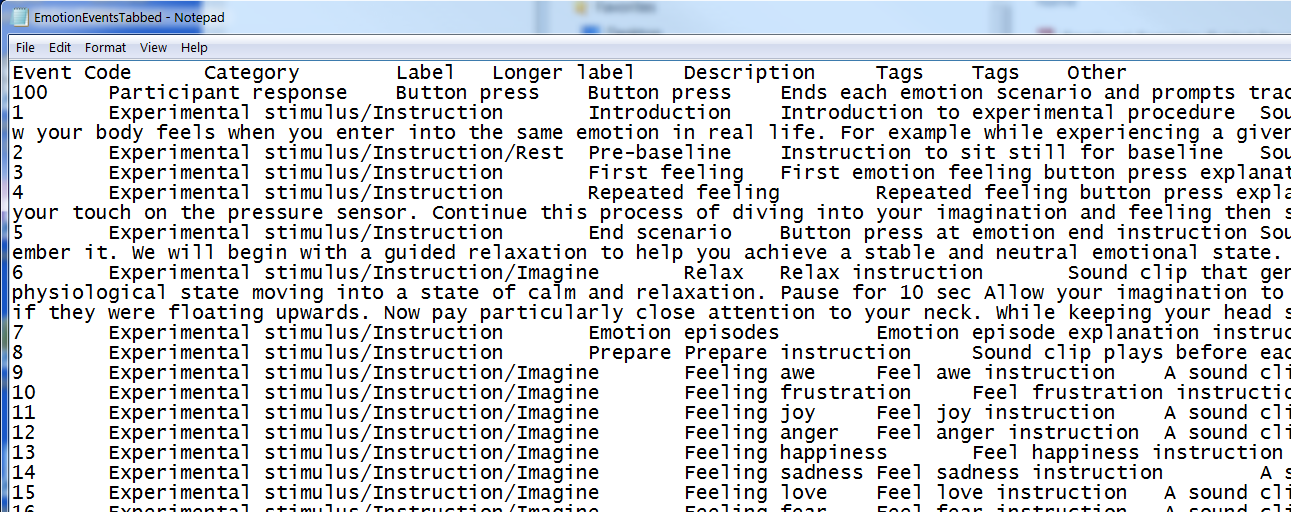 EmotionEventsTabbed - Notepad
File Edit Format View Help
Event Code Category Label Longer label Description Tags Tags Other
100 Participant response Button press Button press Ends each emotion scenario and prompts trac
1 Experimental stimulus/Instruction Introduction Introduction to experimental procedure Sou
w your body feels when you enter into the same emotion in real life. For example while experiencing a given
2 Experimental stimulus/Instruction/Rest Pre-baseline Instruction to sit still for baseline Sou
3 Experimental stimulus/Instruction First feeling First emotion feeling button press explanat
4 Experimental stimulus/Instruction Repeated feeling Repeated feeling button press expla
your touch on the pressure sensor. Continue this process of diving into your imagination and feeling then s
5 Experimental stimulus/Instruction End scenario Button press at emotion end instruction Sou
ember it. We will begin with a guided relaxation to help you achieve a stable and neutral emotional state.
6 Experimental stimulus/Instruction/Imagine Relax Relax instruction Sound clip that gen
physiological state moving into a state of calm and relaxation. Pause for 10 sec Allow your imagination to
if they were floating upwards. Now pay particularly close attention to your neck. While keeping your head s
7 Experimental stimulus/Instruction Emotion episodes Emotion episode explanation instruc
8 Experimental stimulus/Instruction Prepare Prepare instruction Sound clip plays before eac
9 Experimental stimulus/Instruction/Imagine Feeling awe Feel awe instruction A sound cli
10 Experimental stimulus/Instruction/Imagine Feeling frustration Feel frustration instructio
11 Experimental stimulus/Instruction/Imagine Feeling joy Feel joy instruction A sound cli
12 Experimental stimulus/Instruction/Imagine Feeling anger Feel anger instruction A sound cli
13 Experimental stimulus/Instruction/Imagine Feeling happiness Feel happiness instruction
14 Experimental stimulus/Instruction/Imagine Feeling sadness Feel sadness instruction A s
15 Experimental stimulus/Instruction/Imagine Feeling love Feel love instruction A sound cli
16 Experimental stimulus/Instruction/Imagine Feeling fear Feel fear instruction A sound cli